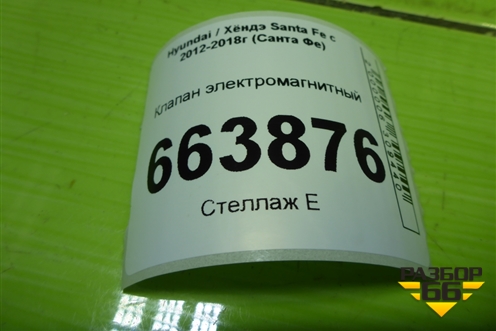 Hyundai / Хёндэ Santa Fe с
2012-2018г (Санта Фе)
Клапан электромагнитный
663876
Стеллаж Е
РАЗБОР
66